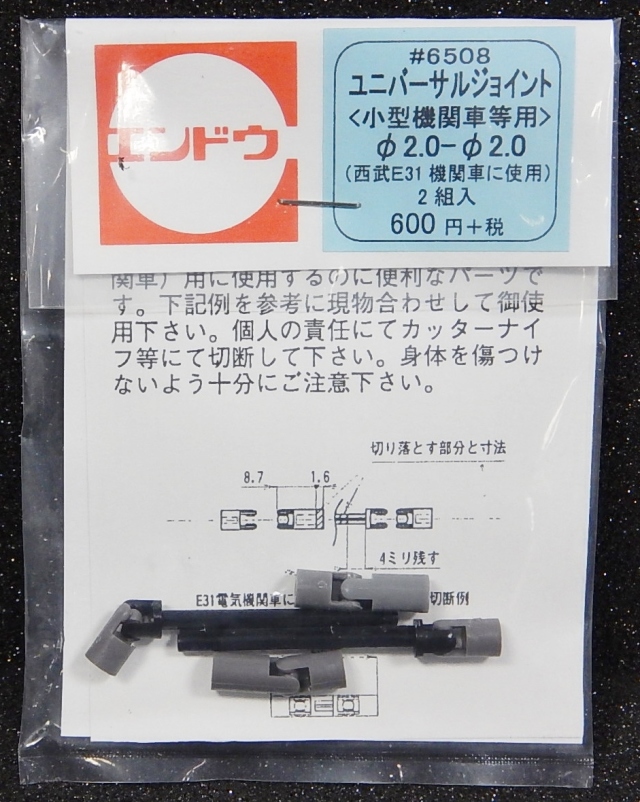 エンドウ
#6508
ユニバーサルジョイント
<小型機関車等用>
φ2.0-φ2.0
(西武E31機関車に使用)
2組入
600円+税
関車）用に使用するのに便利なパーツで
す。下記例を参考に現物合わせして御使
用下さい。個人の責任にてカッターナイ
フ等にて切断して下さい。身体を傷つけ
ないよう十分にご注意下さい。
切り落とす部分と寸法
8.7 1.6
4ミリ残す
E31電気機関車に
切断例